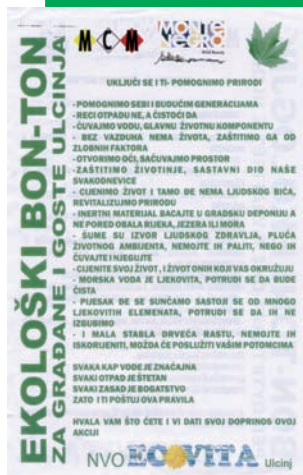 EKOLOŠKI BON-TON
ZA GRAĐANE I GOSTE ULCINJA
MCM
MONTE
NEGRO
UKLJUČI SE I TI- POMOGNIMO PRIRODI
- POMOGNIMO SEBI I BUDUĆIM GENERACIJAMA
- RECI OTPADU NE, A ČISTOĆI DA
- ČUVAJMO VODU, GLAVNU ŽIVOTNU KOMPONENTU
- BEZ VAZDUHA NEMA ŽIVOTA, ZAŠTITIMO GA OD
ZLOBNIH FAKTORA
- OTVORIMO OČI, SAČUVAJMO PROSTOR
- ZAŠTITIMO ŽIVOTINJE, SASTAVNI DIO NAŠE
SVAKODNEVICE
- CIJENIMO ŽIVOT I TAMO DE NEMA LJUDSKOG BIĆA,
REVITALIZUJMO PRIRODU
- INERTNI MATERIJAL BACAJTE U GRADSKU DEPONIJU A
NE PORED OBALA RIJEKA, JEZERA ILI MORA
- ŠUME SU IZVOR LJUDSKOG ZDRAVLJA, PLUĆA
ŽIVOTNOG AMBIJENTA, NEMOJTE IH PALITI, NEGO IH
ČUVAJTE I NJEGUJTE
- CIJENITE SVOJ ŽIVOT, I ŽIVOT ONIH KOJI VAS OKRUŽUJU
- MORSKA VODA JE LJEKOVITA, POTRUDI SE DA BUDE
ČISTA
- PIJESAK ĐE SE SUNČAMO SASTOJI SE OD MNOGO
LJEKOVITIH ELEMENATA, POTRUDI SE DA IH NE
IZGUBIMO
- I MALA STABLA DRVEĆA RASTU, NEMOJTE IH
ISKORJENITI, MOŽDA ĆE POSLUŽITI VAŠIM POTOMCIMA
SVAKA KAP VODE JE ZNAČAJNA
SVAKI OTPAD JE ŠTETAN
SVAKI ZASAD JE BOGATSTVO
ZATO I TI POŠTUJ OVA PRAVILA
HVALA VAM ŠTO ĆETE I VI DATI SVOJ DOPRINOS OVOJ
AKCIJI
NVO ECOVITA Ulcinj